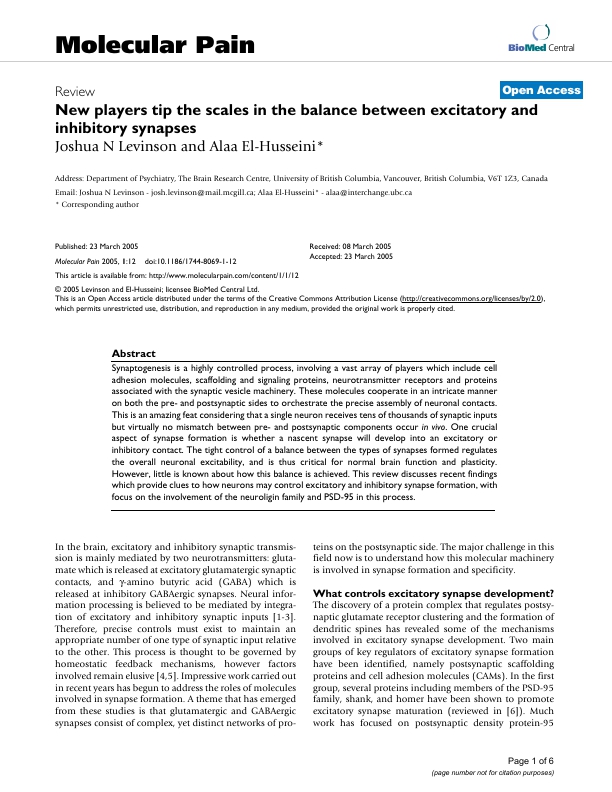 Molecular Pain
BioMed Central
Open Access
Review
New players tip the scales in the balance between excitatory and
inhibitory synapses
Joshua N Levinson and Alaa El-Husseini*
Address: Department of Psychiatry, The Brain Research Centre, University of British Columbia, Vancouver, British Columbia, V6T 1Z3, Canada
Email: Joshua N Levinson - josh.levinson@mail.mcgill.ca; Alaa El-Husseini* - alaa@interchange.ubc.ca
* Corresponding author
Published: 23 March 2005
Molecular Pain 2005, 1:12 doi:10.1186/1744-8069-1-12
Received: 08 March 2005
Accepted: 23 March 2005
This article is available from: http://www.molecularpain.com/content/1/1/12
© 2005 Levinson and El-Husseini; licensee BioMed Central Ltd.
This is an Open Access article distributed under the terms of the Creative Commons Attribution License (http://creativecommons.org/licenses/by/2.0),
which permits unrestricted use, distribution, and reproduction in any medium, provided the original work is properly cited.
Abstract
Synaptogenesis is a highly controlled process, involving a vast array of players which include cell
adhesion molecules, scaffolding and signaling proteins, neurotransmitter receptors and proteins
associated with the synaptic vesicle machinery. These molecules cooperate in an intricate manner
on both the pre- and postsynaptic sides to orchestrate the precise assembly of neuronal contacts.
This is an amazing feat considering that a single neuron receives tens of thousands of synaptic inputs
but virtually no mismatch between pre- and postsynaptic components occur in vivo. One crucial
aspect of synapse formation is whether a nascent synapse will develop into an excitatory or
inhibitory contact. The tight control of a balance between the types of synapses formed regulates
the overall neuronal excitability, and is thus critical for normal brain function and plasticity.
However, little is known about how this balance is achieved. This review discusses recent findings
which provide clues to how neurons may control excitatory and inhibitory synapse formation, with
focus on the involvement of the neuroligin family and PSD-95 in this process.
In the brain, excitatory and inhibitory synaptic transmis-
sion is mainly mediated by two neurotransmitters: gluta-
mate which is released at excitatory glutamatergic synaptic
contacts, and γ-amino butyric acid (GABA) which is
released at inhibitory GABAergic synapses. Neural infor-
mation processing is believed to be mediated by integra-
tion of excitatory and inhibitory synaptic inputs [1-3].
Therefore, precise controls must exist to maintain an
appropriate number of one type of synaptic input relative
to the other. This process is thought to be governed by
homeostatic feedback mechanisms, however factors
involved remain elusive [4,5]. Impressive work carried out
in recent years has begun to address the roles of molecules
involved in synapse formation. A theme that has emerged
from these studies is that glutamatergic and GABAergic
synapses consist of complex, yet distinct networks of pro-
teins on the postsynaptic side. The major challenge in this
field now is to understand how this molecular machinery
is involved in synapse formation and specificity.
What controls excitatory synapse development?
The discovery of a protein complex that regulates postsy-
naptic glutamate receptor clustering and the formation of
dendritic spines has revealed some of the mechanisms
involved in excitatory synapse development. Two main
groups of key regulators of excitatory synapse formation
have been identified, namely postsynaptic scaffolding
proteins and cell adhesion molecules (CAMs). In the first
group, several proteins including members of the PSD-95
family, shank, and homer have been shown to promote
excitatory synapse maturation (reviewed in [6]). Much
work has focused on postsynaptic density protein-95
Page 1 of 6
(page number not for citation purposes)